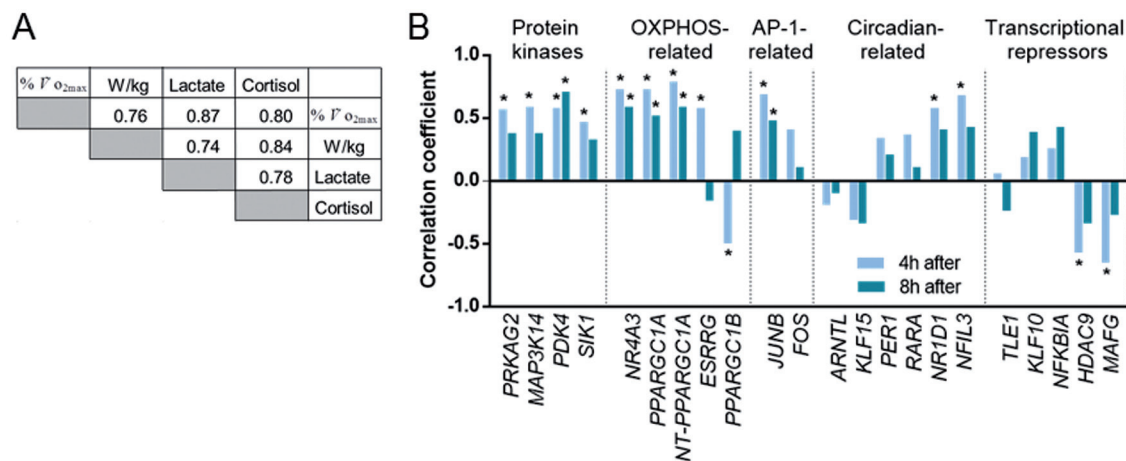 A
% V̇ o2max W/kg Lactate Cortisol
0.76 0.87 0.80 % V̇ o2max
0.74 0.84 W/kg
0.78 Lactate
Cortisol
B
Protein kinases
OXPHOS-related
AP-1-related
Circadian-related
Transcriptional repressors
Correlation coefficient
1.0
0.5
0.0
-0.5
-1.0
* * * * *
* * * * * * * *
* *
* *
* *
4h after
8h after
PRKAG2
MAP3K14
PDK4
SIK1
NR4A3
PPARGC1A
NT-PPARGC1A
ESRRG
PPARGC1B
JUNB
FOS
ARNTL
KLF15
PER1
RARA
NR1D1
NFIL3
TLE1
KLF10
NFKBIA
HDAC9
MAFG